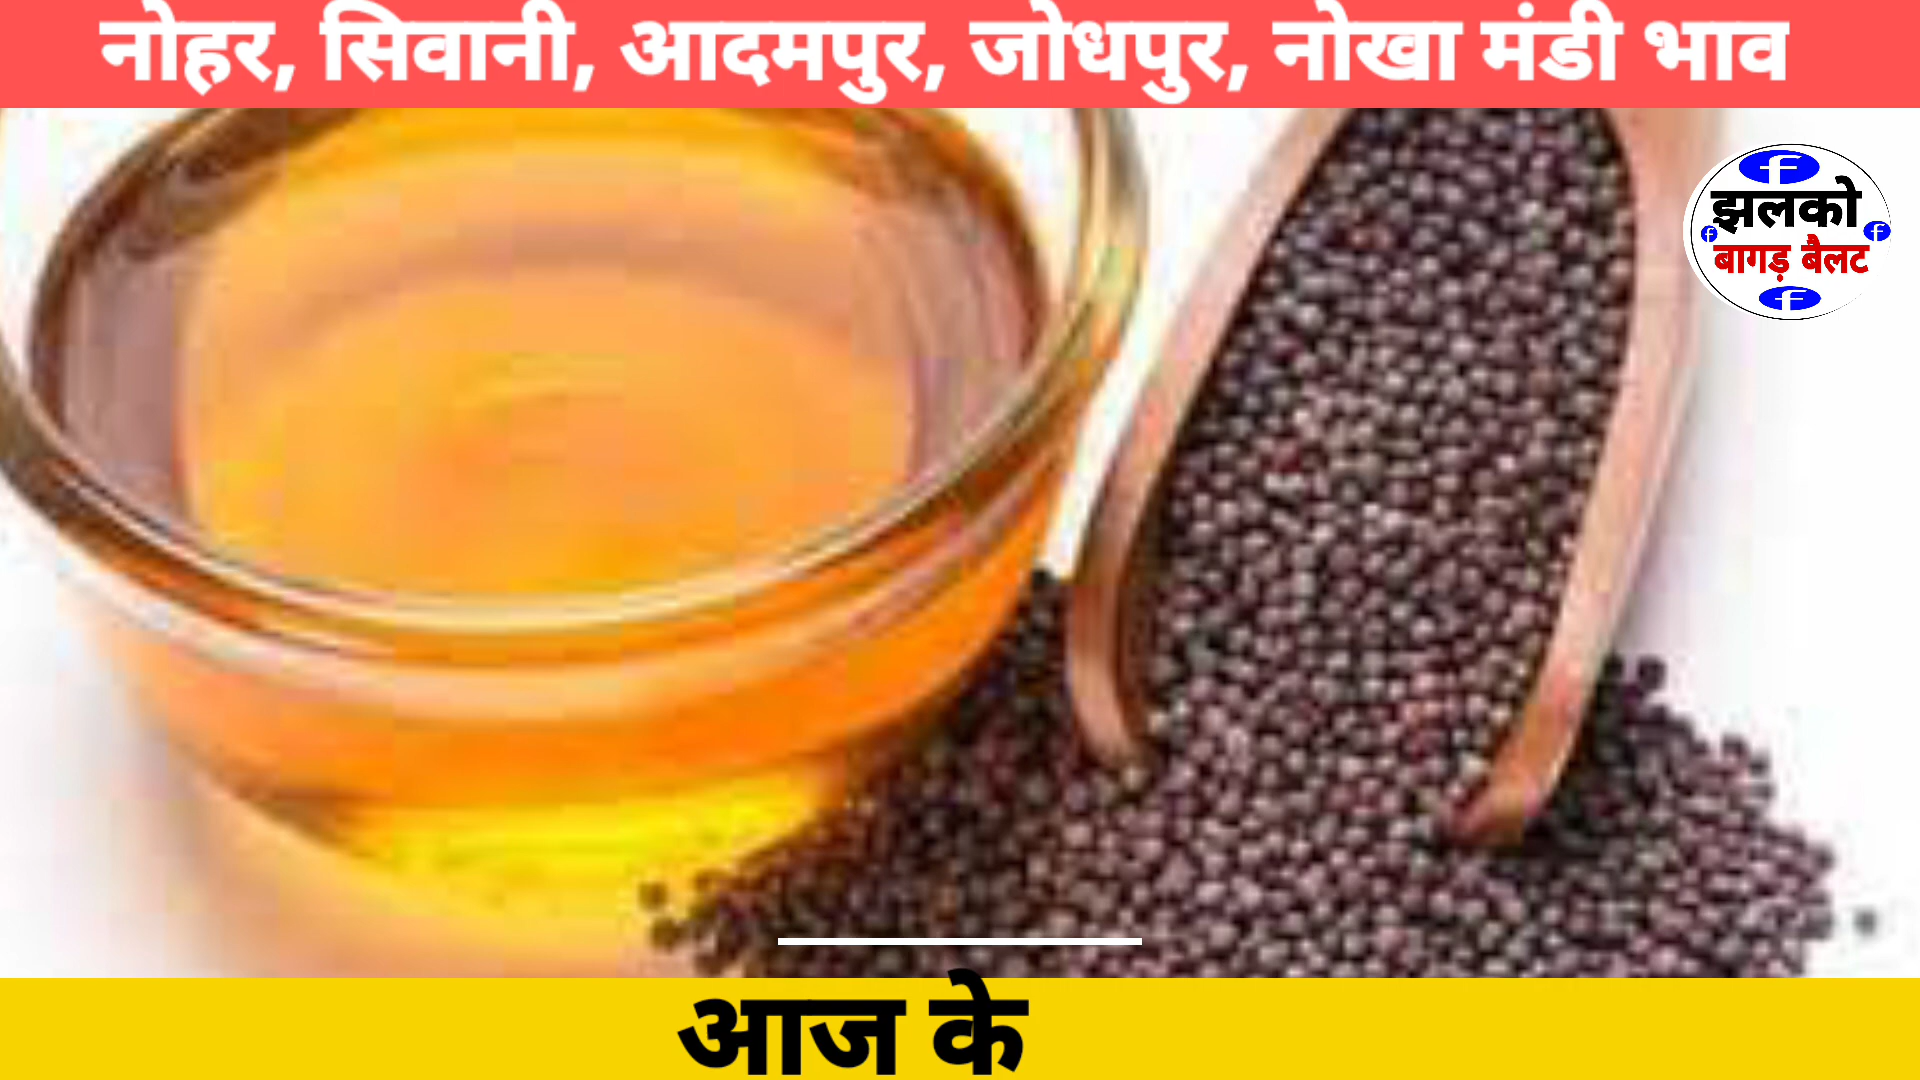 नोहर, सिवानी, आदमपुर, जोधपुर, नोखा मंडी भाव
f
झलको
f
f
बागड़ बैलट
f
आज के